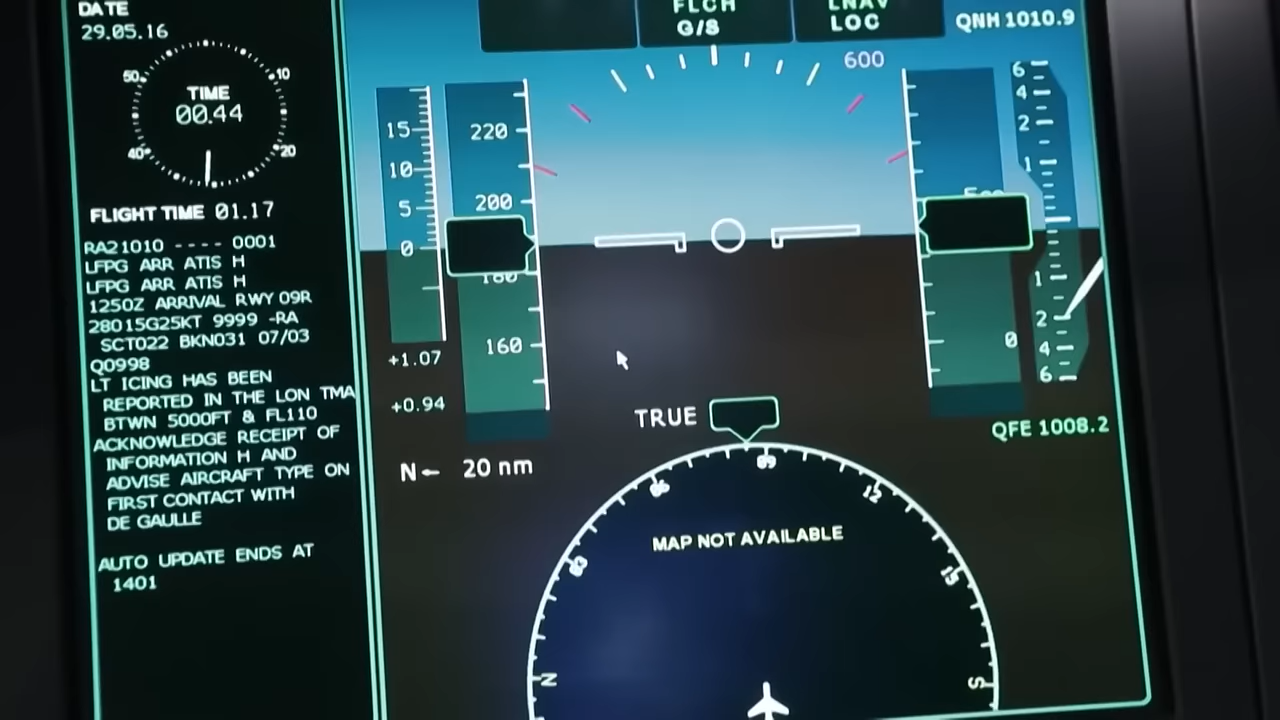 DATE
29.05.16
50
10
TIME
00.44
40
20
FLIGHT TIME 01.17
RA21010 ---- 0001
LFPG ARR ATIS H
LFPG ARR ATIS H
1250Z ARRIVAL RWY 09R
28015G25KT 9999 -RA
SCT022 BKN031 07/03
Q0998
LT ICING HAS BEEN
REPORTED IN THE LON TMA
BTWN 5000FT & FL110
ACKNOWLEDGE RECEIPT OF
INFORMATION H AND
ADVISE AIRCRAFT TYPE ON
FIRST CONTACT WITH
DE GAULLE
AUTO UPDATE ENDS AT
1401
FLCH
G/S
LNAV
LOC
QNH 1010.9
600
15
10
5
0
+1.07
+0.94
220
200
180
160
0
6
4
2
1
1
2
4
6
TRUE
QFE 1008.2
N← 20 nm
MAP NOT AVAILABLE
N
03
06
09
12
15
S